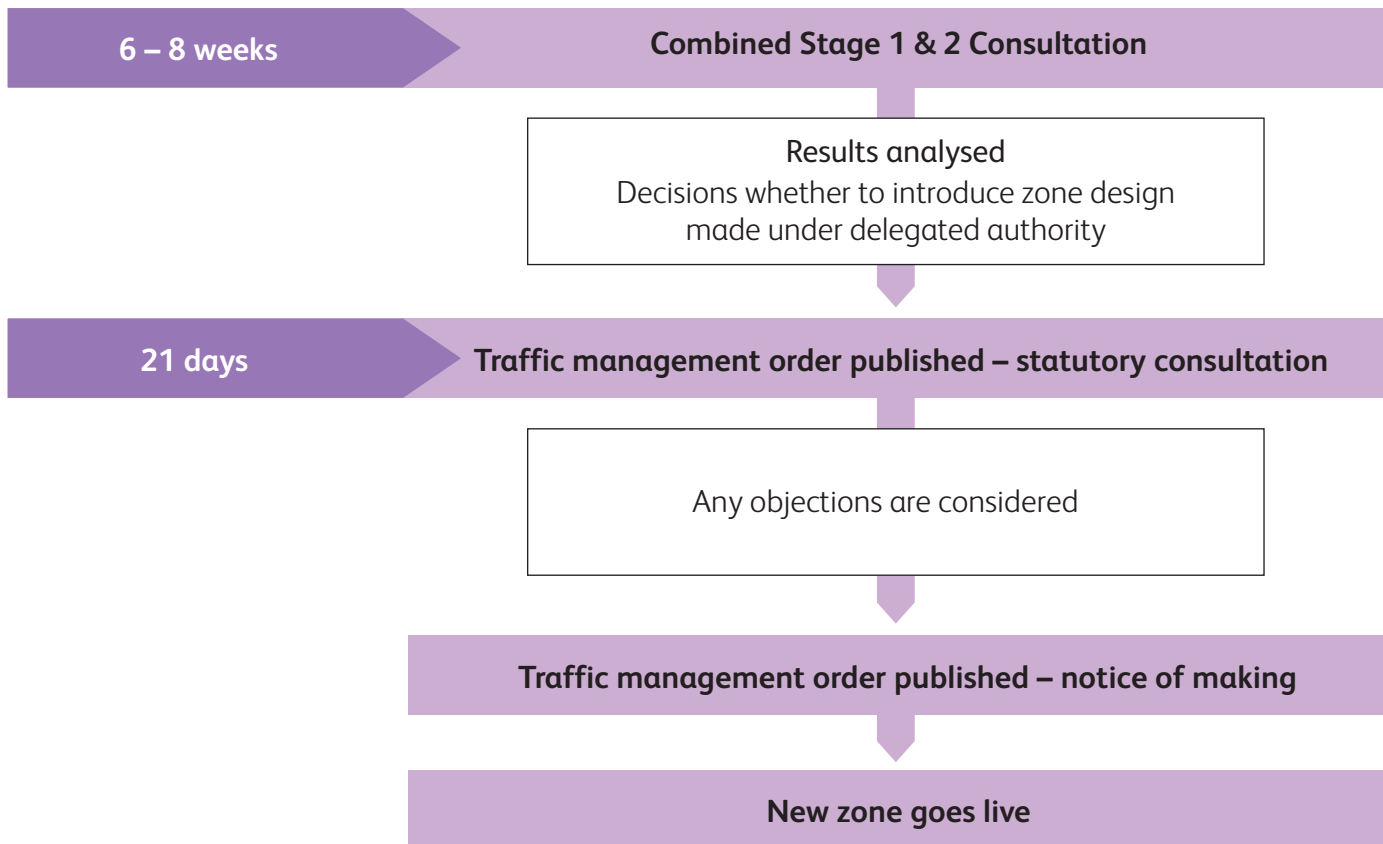 6 – 8 weeks
Combined Stage 1 & 2 Consultation
Results analysed
Decisions whether to introduce zone design
made under delegated authority
21 days
Traffic management order published – statutory consultation
Any objections are considered
Traffic management order published – notice of making
New zone goes live